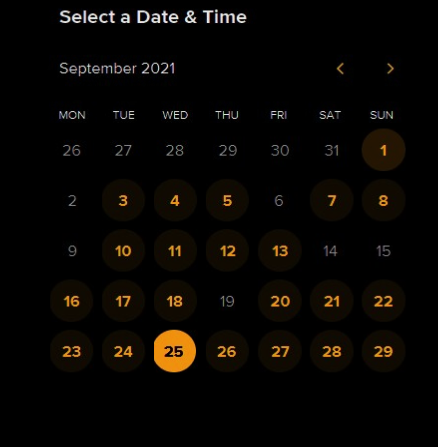 Select a Date & Time
September 2021
MON TUE WED THU FRI SAT SUN
26 27 28 29 30 31 1
2 3 4 5 6 7 8
9 10 11 12 13 14 15
16 17 18 19 20 21 22
23 24 25 26 27 28 29